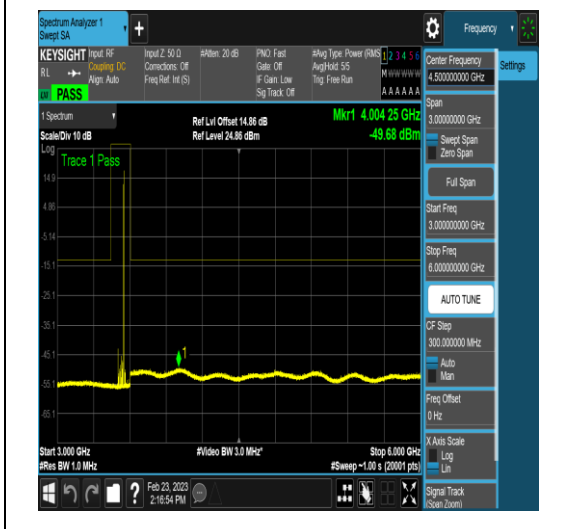 Spectrum Analyzer 1
Swept SA
Frequency
KEYSIGHT
RL
PASS
Input: RF
Coupling: DC
Align: Auto
Input Z: 50 Ω
Corrections: Off
Freq Ref: Int (S)
#Atten: 20 dB
PNO: Fast
Gate: Off
IF Gain: Low
Sig Track: Off
#Avg Type: Power (RMS)
Avg|Hold: 5/5
Trig: Free Run
1 2 3 4 5 6
M W W W W W
A A A A A A
1 Spectrum
Scale/Div 10 dB
Ref Lvl Offset 14.86 dB
Ref Level 24.86 dBm
Mkr1 4.004 25 GHz
-49.68 dBm
Log
Trace 1 Pass
14.9
4.86
-5.14
-15.1
-25.1
-35.1
-45.1
-55.1
-65.1
1
Start 3.000 GHz
#Res BW 1.0 MHz
#Video BW 3.0 MHz*
Stop 6.000 GHz
#Sweep ~1.00 s (20001 pts)
Feb 23, 2023
2:16:54 PM
Center Frequency
4.500000000 GHz
Span
3.00000000 GHz
Swept Span
Zero Span
Full Span
Start Freq
3.000000000 GHz
Stop Freq
6.000000000 GHz
AUTO TUNE
CF Step
300.000000 MHz
Auto
Man
Freq Offset
0 Hz
X Axis Scale
Log
Lin
Signal Track
(Span Zoom)
Settings